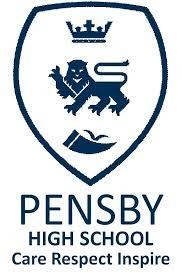 PENSBY
HIGH SCHOOL
Care Respect Inspire